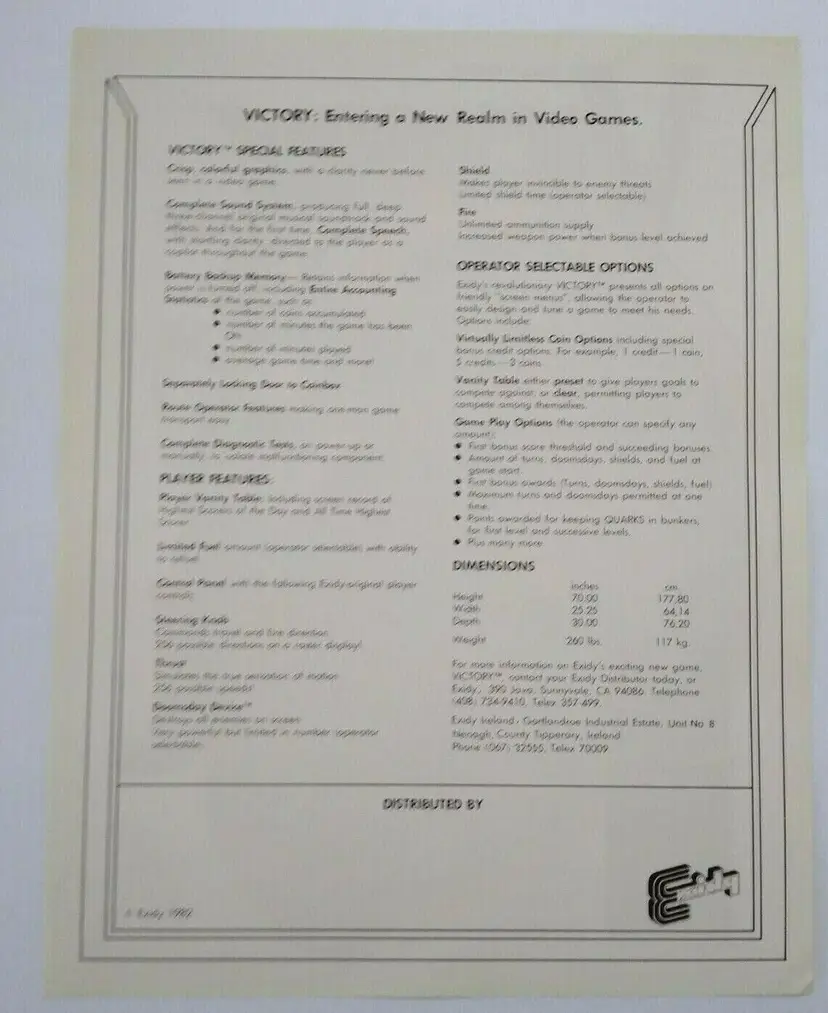 VICTORY: Entering a New Realm in Video Games.
VICTORY™ SPECIAL FEATURES
Crisp, colorful graphics, with a clarity never before
seen in a video game.
Complete Sound System, producing full, deep
three-channel original musical soundtrack and sound
effects. And for the first time, Complete Speech,
with startling clarity, directed to the player as a
copilot throughout the game.
Battery Backup Memory— Retains information when
power is turned off, including Entire Accounting
Statistics of the game, such as
● number of coins accumulated
● number of minutes the game has been
ON
● number of minutes played
● average game time and more!
Separately Locking Door to Coinbox
Route Operator Features making one-man game
transport easy.
Complete Diagnostic Tests, on power up or
manually, to isolate malfunctioning component.
PLAYER FEATURES
Player Vanity Table, including screen record of
Highest Scorers of the Day and All Time Highest
Scorer
Limited Fuel amount (operator selectable) with ability
to refuel
Control Panel with the following Exidy-original player
controls:
Steering Knob
Commands travel and fire direction
256 possible directions on a raster display!
Thrust
Simulates the true sensation of motion
256 possible speeds!
Doomsday Device™
Destroys all enemies on screen
Very powerful but limited in number (operator
selectable)
Shield
Makes player invincible to enemy threats
Limited shield time (operator selectable)
Fire
Unlimited ammunition supply
Increased weapon power when bonus level achieved
OPERATOR SELECTABLE OPTIONS
Exidy's revolutionary VICTORY™ presents all options on
friendly "screen menus", allowing the operator to
easily design and tune a game to meet his needs.
Options include:
Virtually Limitless Coin Options including special
bonus credit options. For example, 1 credit—1 coin,
5 credits—3 coins.
Vanity Table either preset to give players goals to
compete against, or clear, permitting players to
compete among themselves.
Game Play Options (the operator can specify any
amount):
● First bonus score threshold and succeeding bonuses.
● Amount of turns, doomsdays, shields, and fuel at
game start.
● First bonus awards (Turns, doomsdays, shields, fuel)
● Maximum turns and doomsdays permitted at one
time.
● Points awarded for keeping QUARKS in bunkers,
for first level and successive levels.
● Plus many more
DIMENSIONS
inches cm
Height 70.00 177.80
Width 25.25 64.14
Depth 30.00 76.20
Weight 260 lbs. 117 kg.
For more information on Exidy's exciting new game,
VICTORY™, contact your Exidy Distributor today, or
Exidy, 390 Java, Sunnyvale, CA 94086. Telephone
(408) 734-9410, Telex 357-499.
Exidy Ireland, Gortlandroe Industrial Estate, Unit No 8
Nenagh, County Tipperary, Ireland
Phone (067) 32555, Telex 70009
DISTRIBUTED BY
© Exidy 1982
Exidy